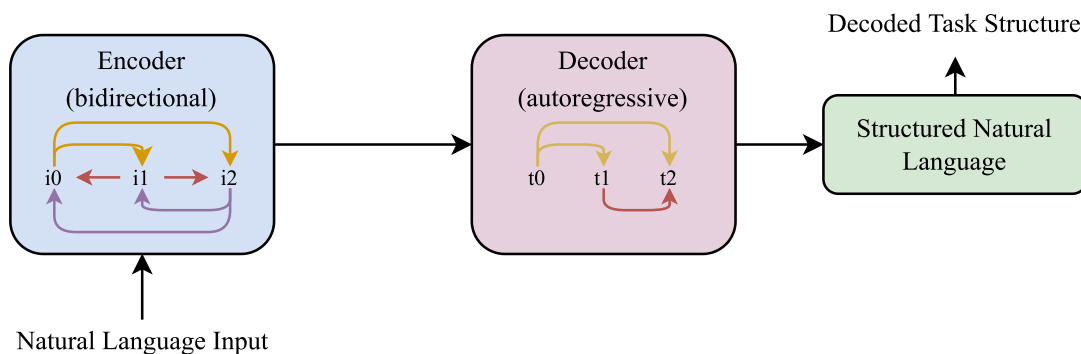 Decoded Task Structure
Encoder
(bidirectional)
i0 i1 i2
Decoder
(autoregressive)
t0 t1 t2
Structured Natural
Language
Natural Language Input